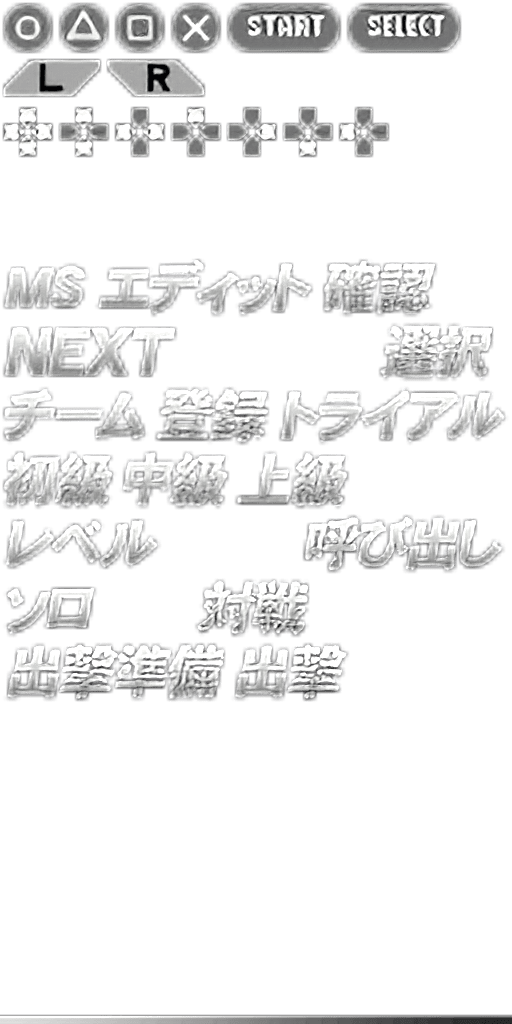 START SELECT
L R
MS エディット 確認
NEXT 選択
チーム 登録 トライアル
初級 中級 上級
レベル 呼び出し
ソロ 対戦
出撃準備 出撃